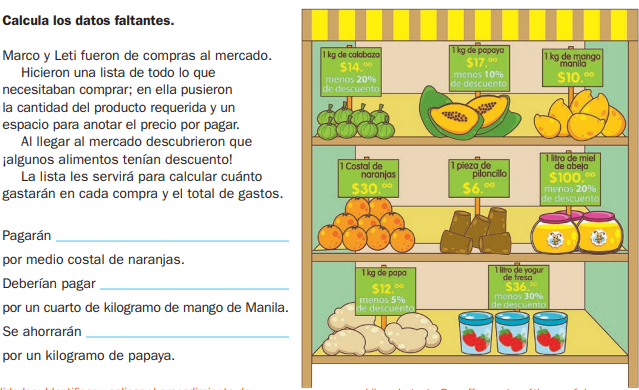 Calcula los datos faltantes.
Marco y Leti fueron de compras al mercado.
Hicieron una lista de todo lo que
necesitaban comprar; en ella pusieron
la cantidad del producto requerida y un
espacio para anotar el precio por pagar.
Al llegar al mercado descubrieron que
¡algunos alimentos tenían descuento!
La lista les servirá para calcular cuánto
gastarán en cada compra y el total de gastos.
Pagarán
por medio costal de naranjas.
Deberían pagar
por un cuarto de kilogramo de mango de Manila.
Se ahorrarán
por un kilogramo de papaya.
1 kg de calabaza
$14.00
menos 20%
de descuento
1 kg de papaya
$17.00
menos 10%
de descuento
1 kg de mango
manila
$10.00
1 Costal de
naranjas
$30.00
1 pieza de
piloncillo
$6.00
1 litro de miel
de abeja
$100.00
menos 20%
de descuento
1 kg de papa
$12.00
menos 5%
de descuento
1 litro de yogur
de fresa
$36.
menos 30%
de descuento